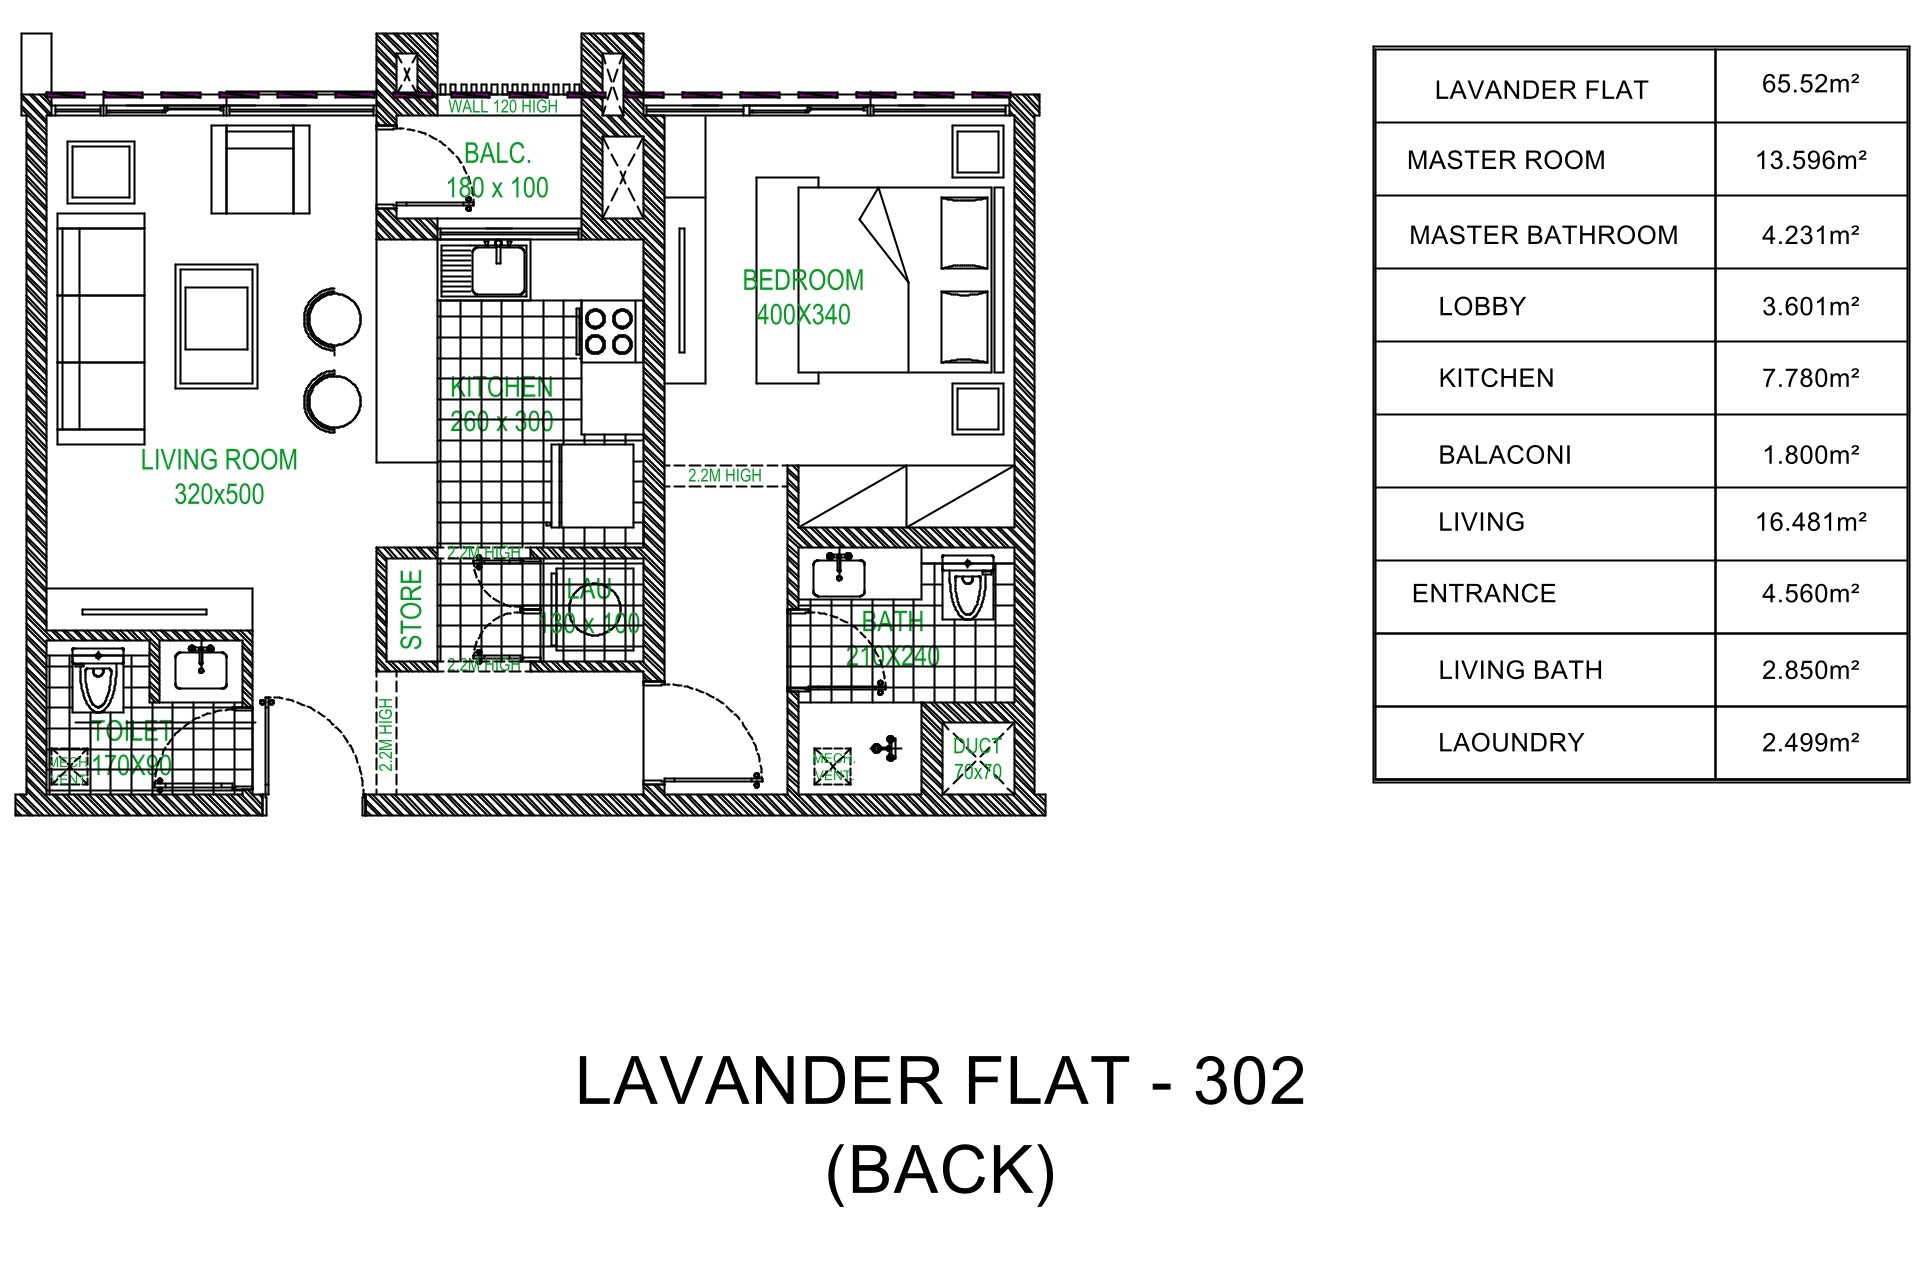 WALL 120 HIGH
BALC.
180 x 100
BEDROOM
400X340
KITCHEN
260 x 300
LIVING ROOM
320x500
2.2M HIGH
2.2M HIGH
STORE
LAU.
130 x 100
BATH
210X240
2.2M HIGH
2.2M HIGH
TOILET
170X90
MECH.
VENT.
MECH.
VENT.
DUCT
70x70
LAVANDER FLAT 65.52m²
MASTER ROOM 13.596m²
MASTER BATHROOM 4.231m²
LOBBY 3.601m²
KITCHEN 7.780m²
BALACONI 1.800m²
LIVING 16.481m²
ENTRANCE 4.560m²
LIVING BATH 2.850m²
LAOUNDRY 2.499m²
LAVANDER FLAT - 302
(BACK)